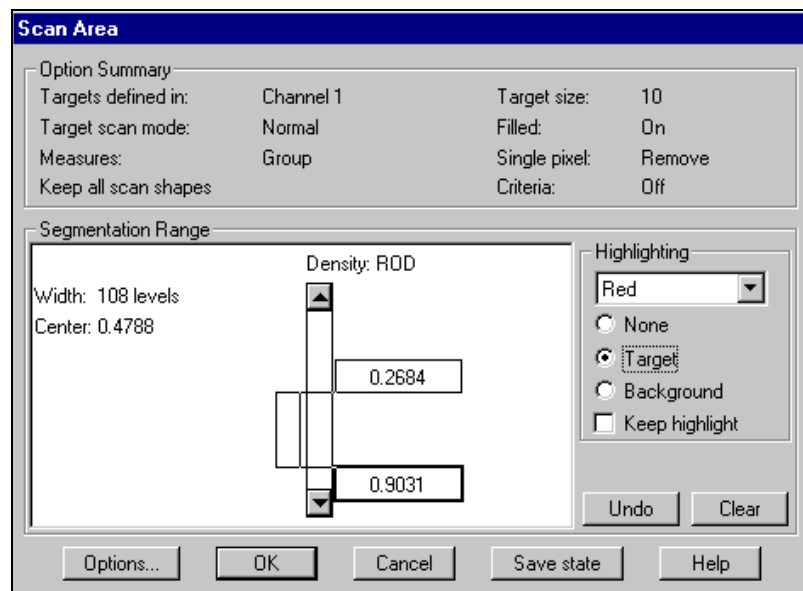 Scan Area
Option Summary
Targets defined in: Channel 1 Target size: 10
Target scan mode: Normal Filled: On
Measures: Group Single pixel: Remove
Keep all scan shapes Criteria: Off
Segmentation Range
Density: ROD
Width: 108 levels
Center: 0.4788
0.2684
0.9031
Highlighting
Red
None
Target
Background
Keep highlight
Undo Clear
Options... OK Cancel Save state Help